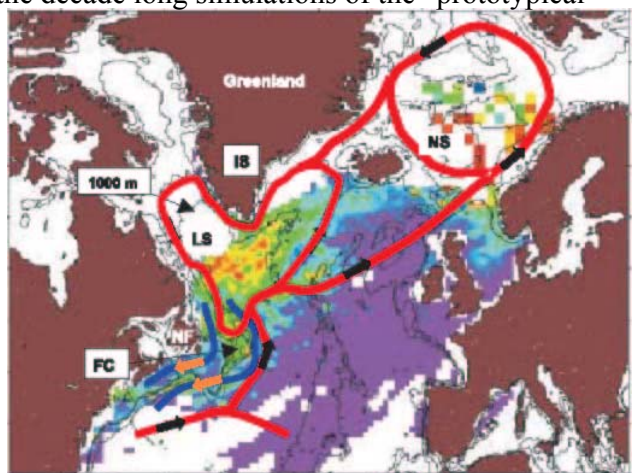 the decade long simulations of the "prototypical
Greenland
NS
IS
1000 m
LS
NF
FC